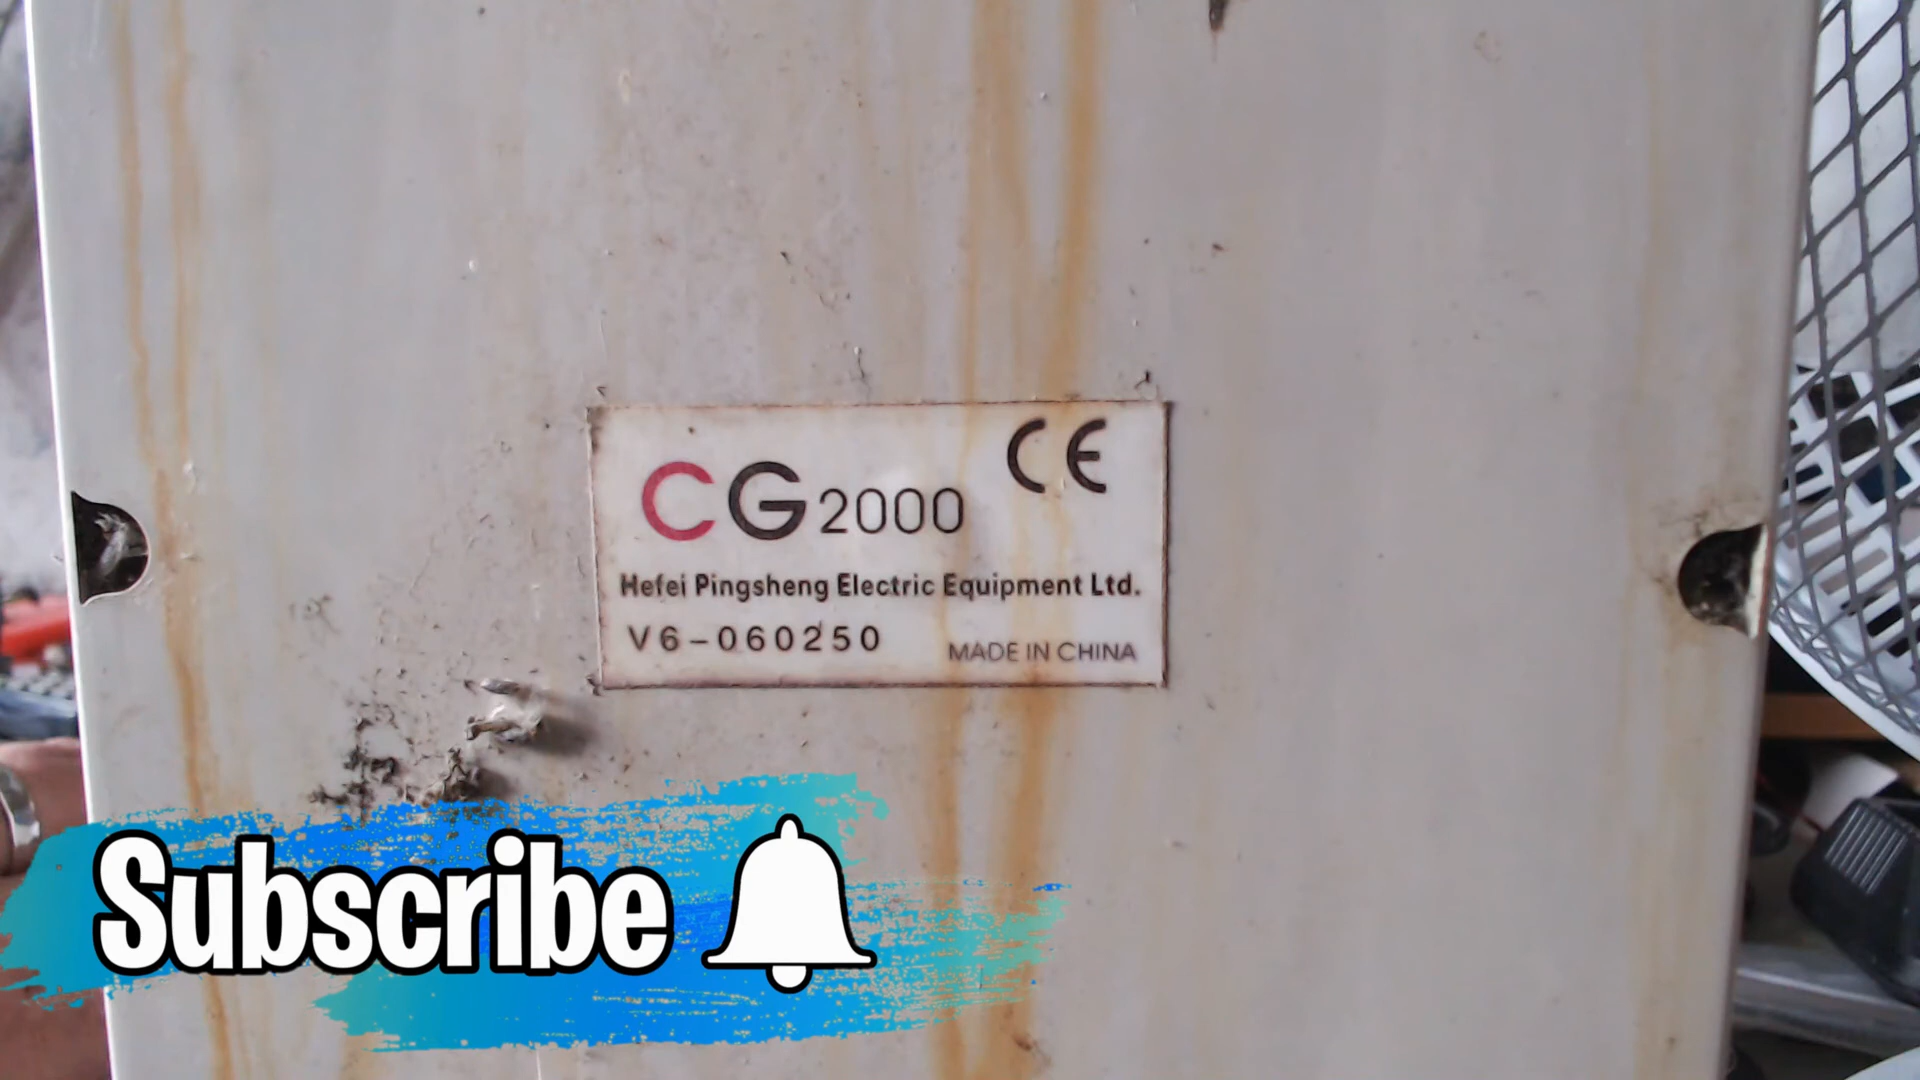 CE
CG2000
Hefei Pingsheng Electric Equipment Ltd.
V6-060250
MADE IN CHINA
Subscribe